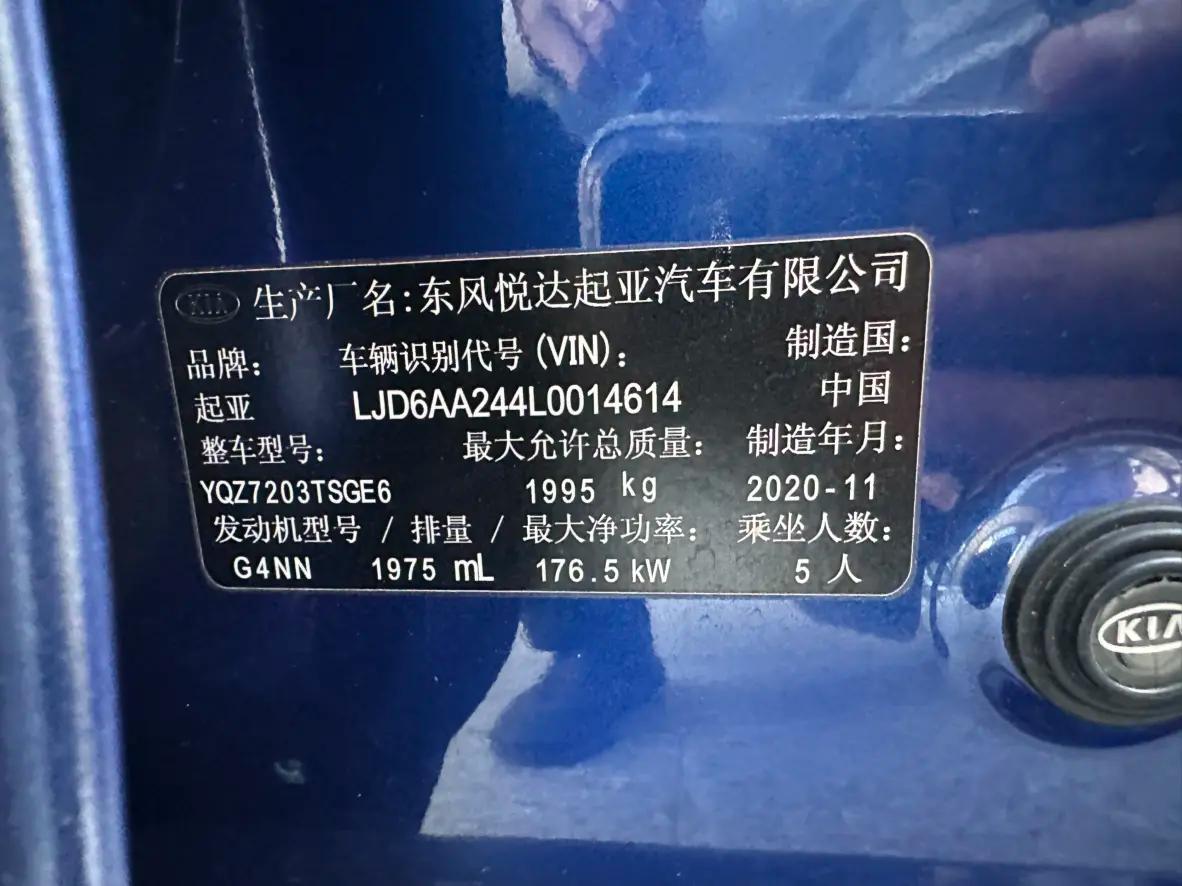 KIA 生产厂名:东风悦达起亚汽车有限公司
品牌: 车辆识别代号(VIN): 制造国:
起亚 LJD6AA244L0014614 中国
整车型号: 最大允许总质量: 制造年月:
YQZ7203TSGE6 1995 kg 2020-11
发动机型号 / 排量 / 最大净功率: 乘坐人数:
G4NN 1975 mL 176.5 kW 5 人
KIA